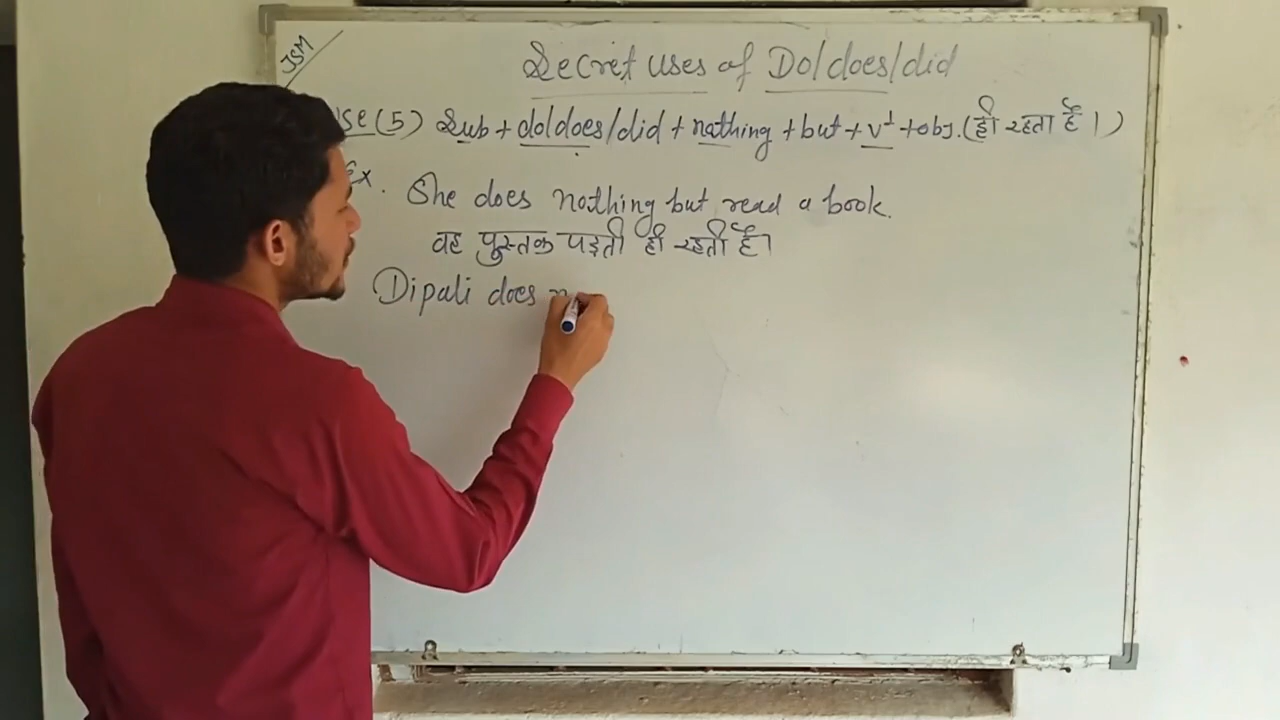 JSM
Secret uses of Do/does/did
use (5) Sub + do/does/did + nothing + but + v¹ + obj. (ही रहता है।)
Ex. She does nothing but read a book.
वह पुस्तक पड़ती ही रहती है।
Dipali does n